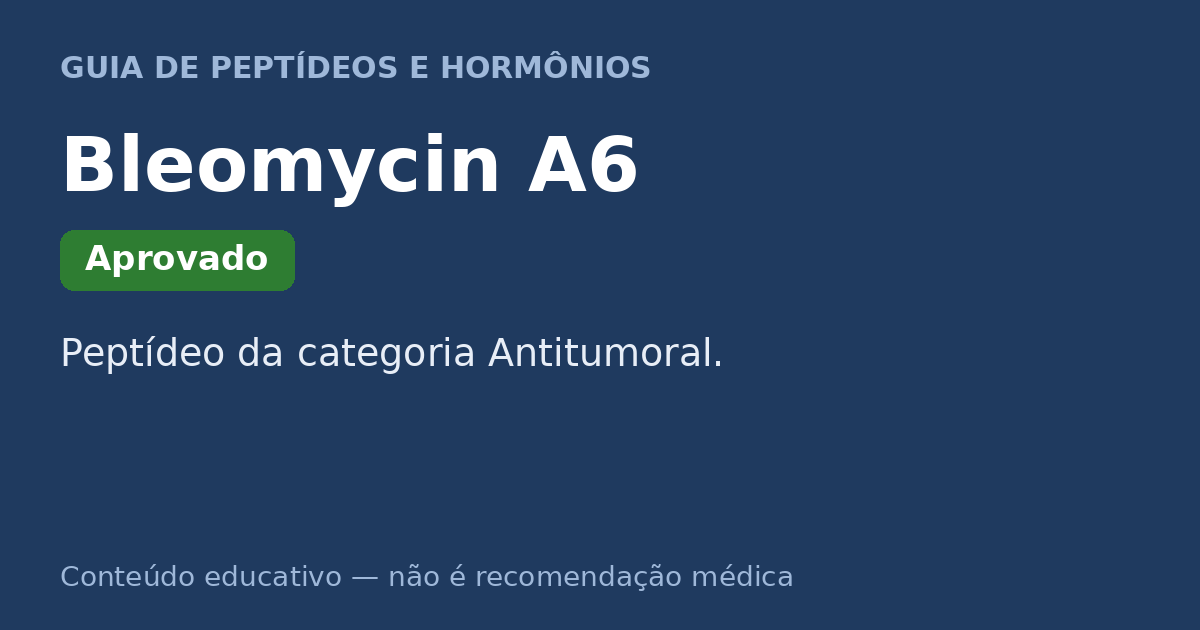 GUIA DE PEPTÍDEOS E HORMÔNIOS
Bleomycin A6
Aprovado
Peptídeo da categoria Antitumoral.
Conteúdo educativo — não é recomendação médica